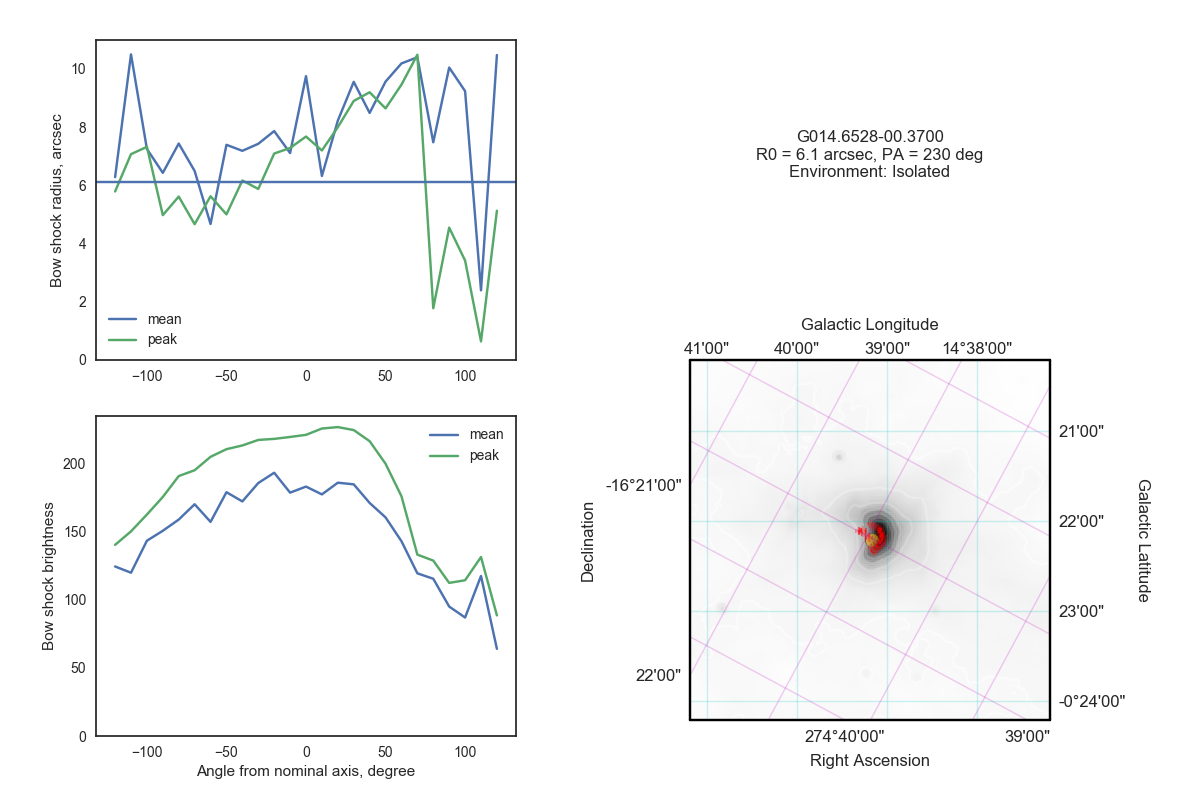 10
8
6
4
2
0
Bow shock radius, arcsec
mean
peak
−100 −50 0 50 100
200
150
100
50
0
Bow shock brightness
mean
peak
−100 −50 0 50 100
Angle from nominal axis, degree
G014.6528-00.3700
R0 = 6.1 arcsec, PA = 230 deg
Environment: Isolated
Galactic Longitude
41'00" 40'00" 39'00" 14°38'00"
-16°21'00"
22'00"
Declination
21'00"
22'00"
23'00"
-0°24'00"
Galactic Latitude
274°40'00" 39'00"
Right Ascension